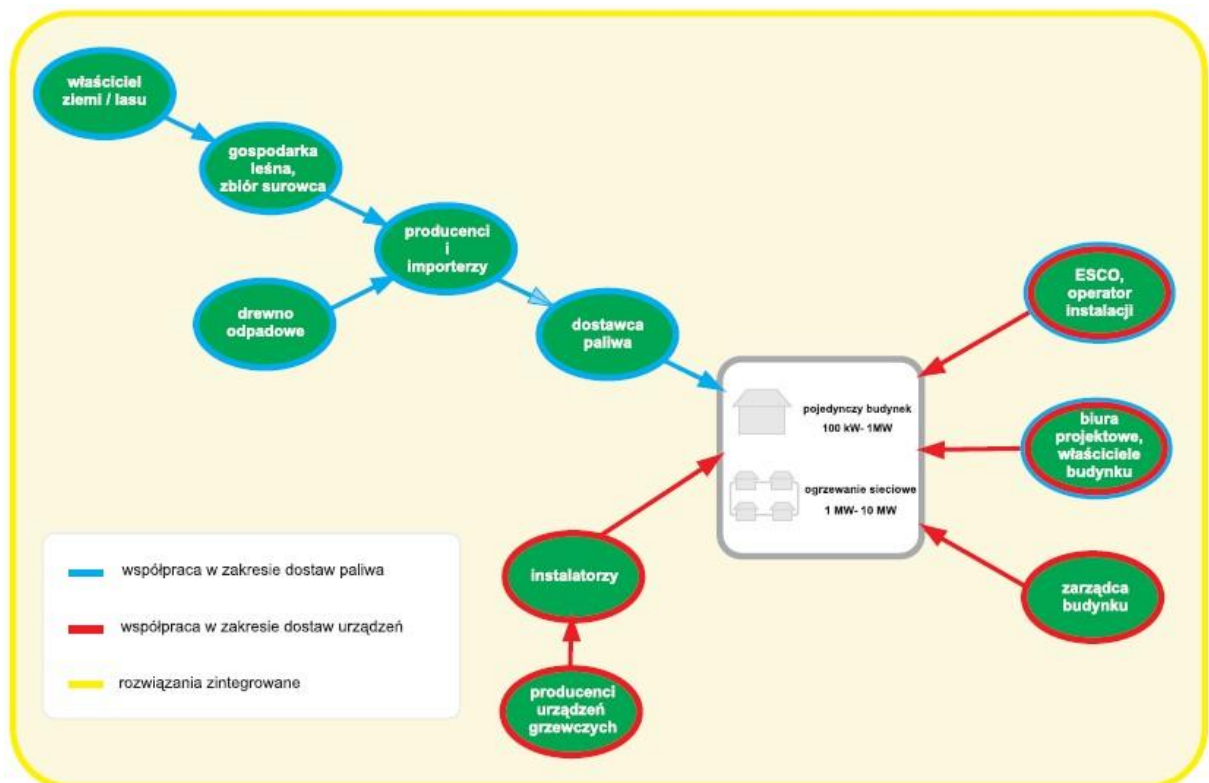 właściciel
ziemi / lasu
gospodarka
leśna,
zbiór surowca
producenci
i
importerzy
drewno
odpadowe
dostawca
paliwa
ESCO,
operator
instalacji
pojedynczy budynek
100 kW- 1MW
biura
projektowe,
właściciele
budynku
ogrzewanie sieciowe
1 MW- 10 MW
instalatorzy
zarządca
budynku
producenci
urządzeń
grzewczych
współpraca w zakresie dostaw paliwa
współpraca w zakresie dostaw urządzeń
rozwiązania zintegrowane